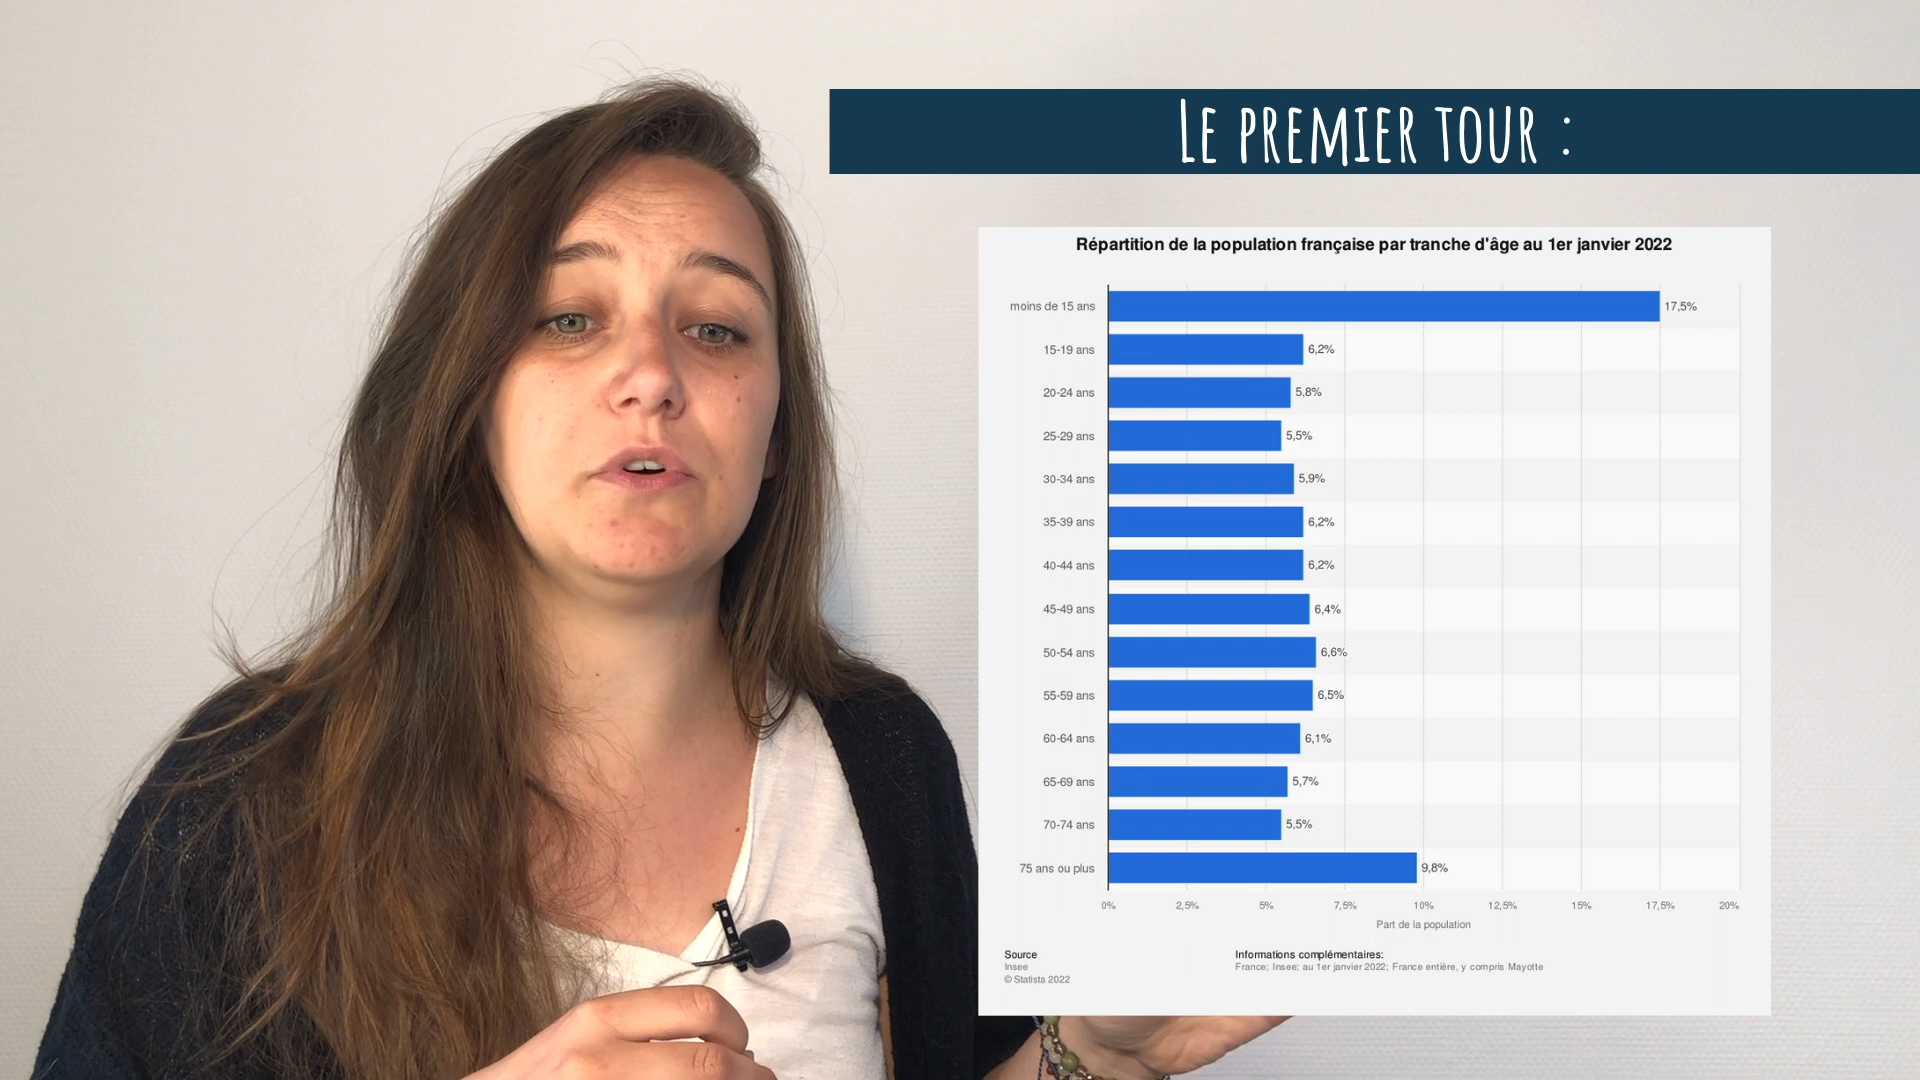 Le premier tour :
Répartition de la population française par tranche d'âge au 1er janvier 2022
moins de 15 ans 17,5%
15-19 ans 6,2%
20-24 ans 5,8%
25-29 ans 5,5%
30-34 ans 5,9%
35-39 ans 6,2%
40-44 ans 6,2%
45-49 ans 6,4%
50-54 ans 6,6%
55-59 ans 6,5%
60-64 ans 6,1%
65-69 ans 5,7%
70-74 ans 5,5%
75 ans ou plus 9,8%
0% 2,5% 5% 7,5% 10% 12,5% 15% 17,5% 20%
Part de la population
Source
Insee
© Statista 2022
Informations complémentaires:
France; Insee; au 1er janvier 2022; France entière, y compris Mayotte